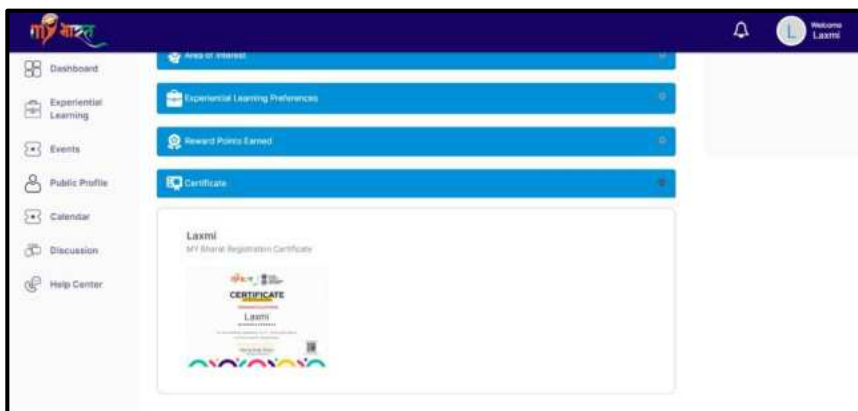 my भारत
Welcome
Laxmi
L
Dashboard
Experiential
Learning
Events
Public Profile
Calendar
Discussion
Help Center
Area of Interest
Experiential Learning Preferences
Reward Points Earned
Certificate
Laxmi
MY Bharat Registration Certificate
CERTIFICATE
Laxmi